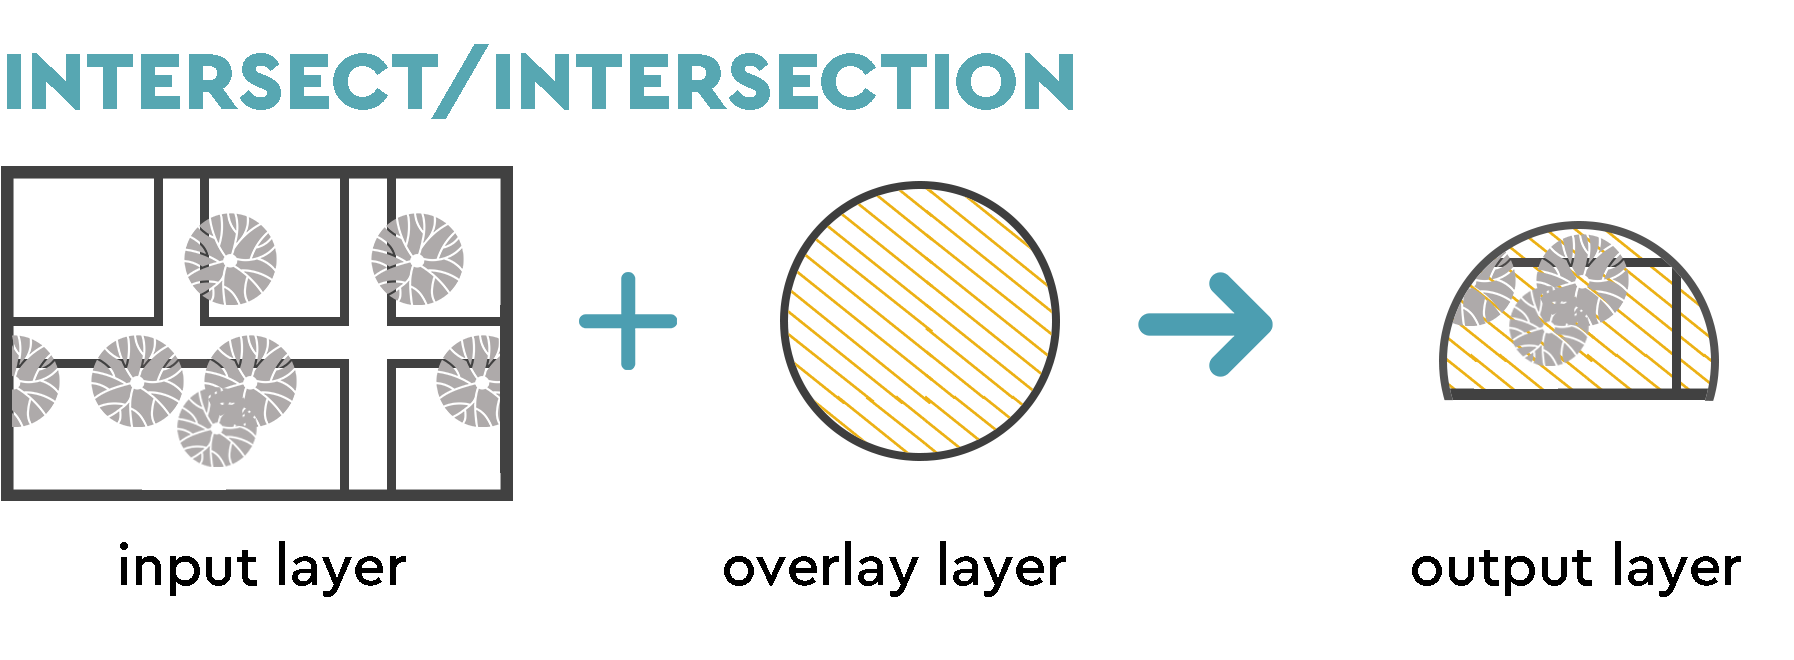 INTERSECT/INTERSECTION
input layer
overlay layer
output layer